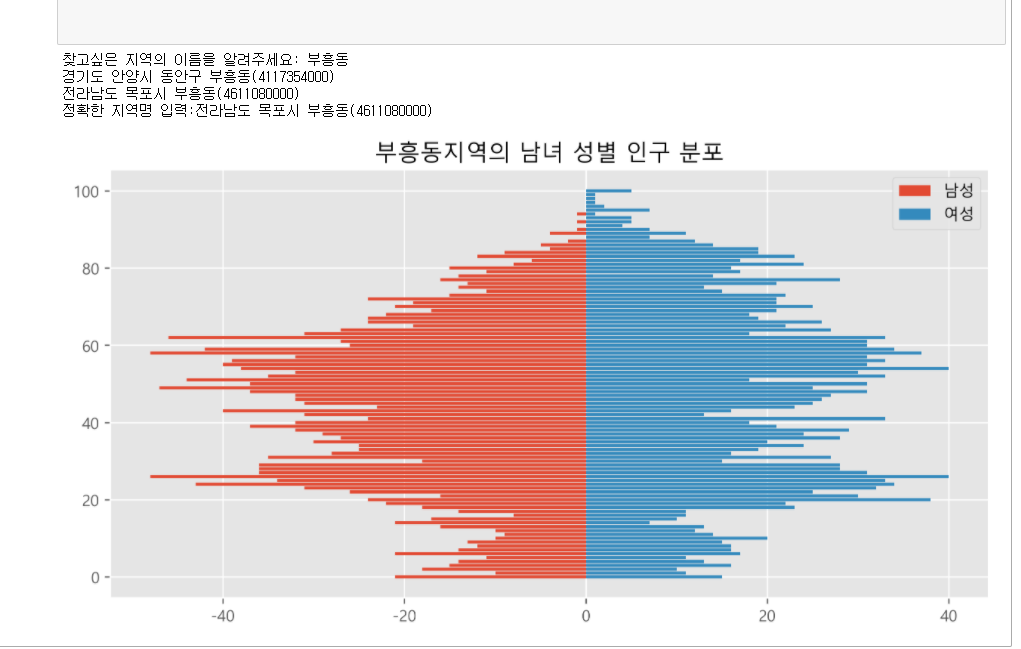 찾고싶은 지역의 이름을 알려주세요: 부흥동
경기도 안양시 동안구 부흥동(4117354000)
전라남도 목포시 부흥동(4611080000)
정확한 지역명 입력:전라남도 목포시 부흥동(4611080000)
부흥동지역의 남녀 성별 인구 분포
남성
여성
100
80
60
40
20
0
-40 -20 0 20 40